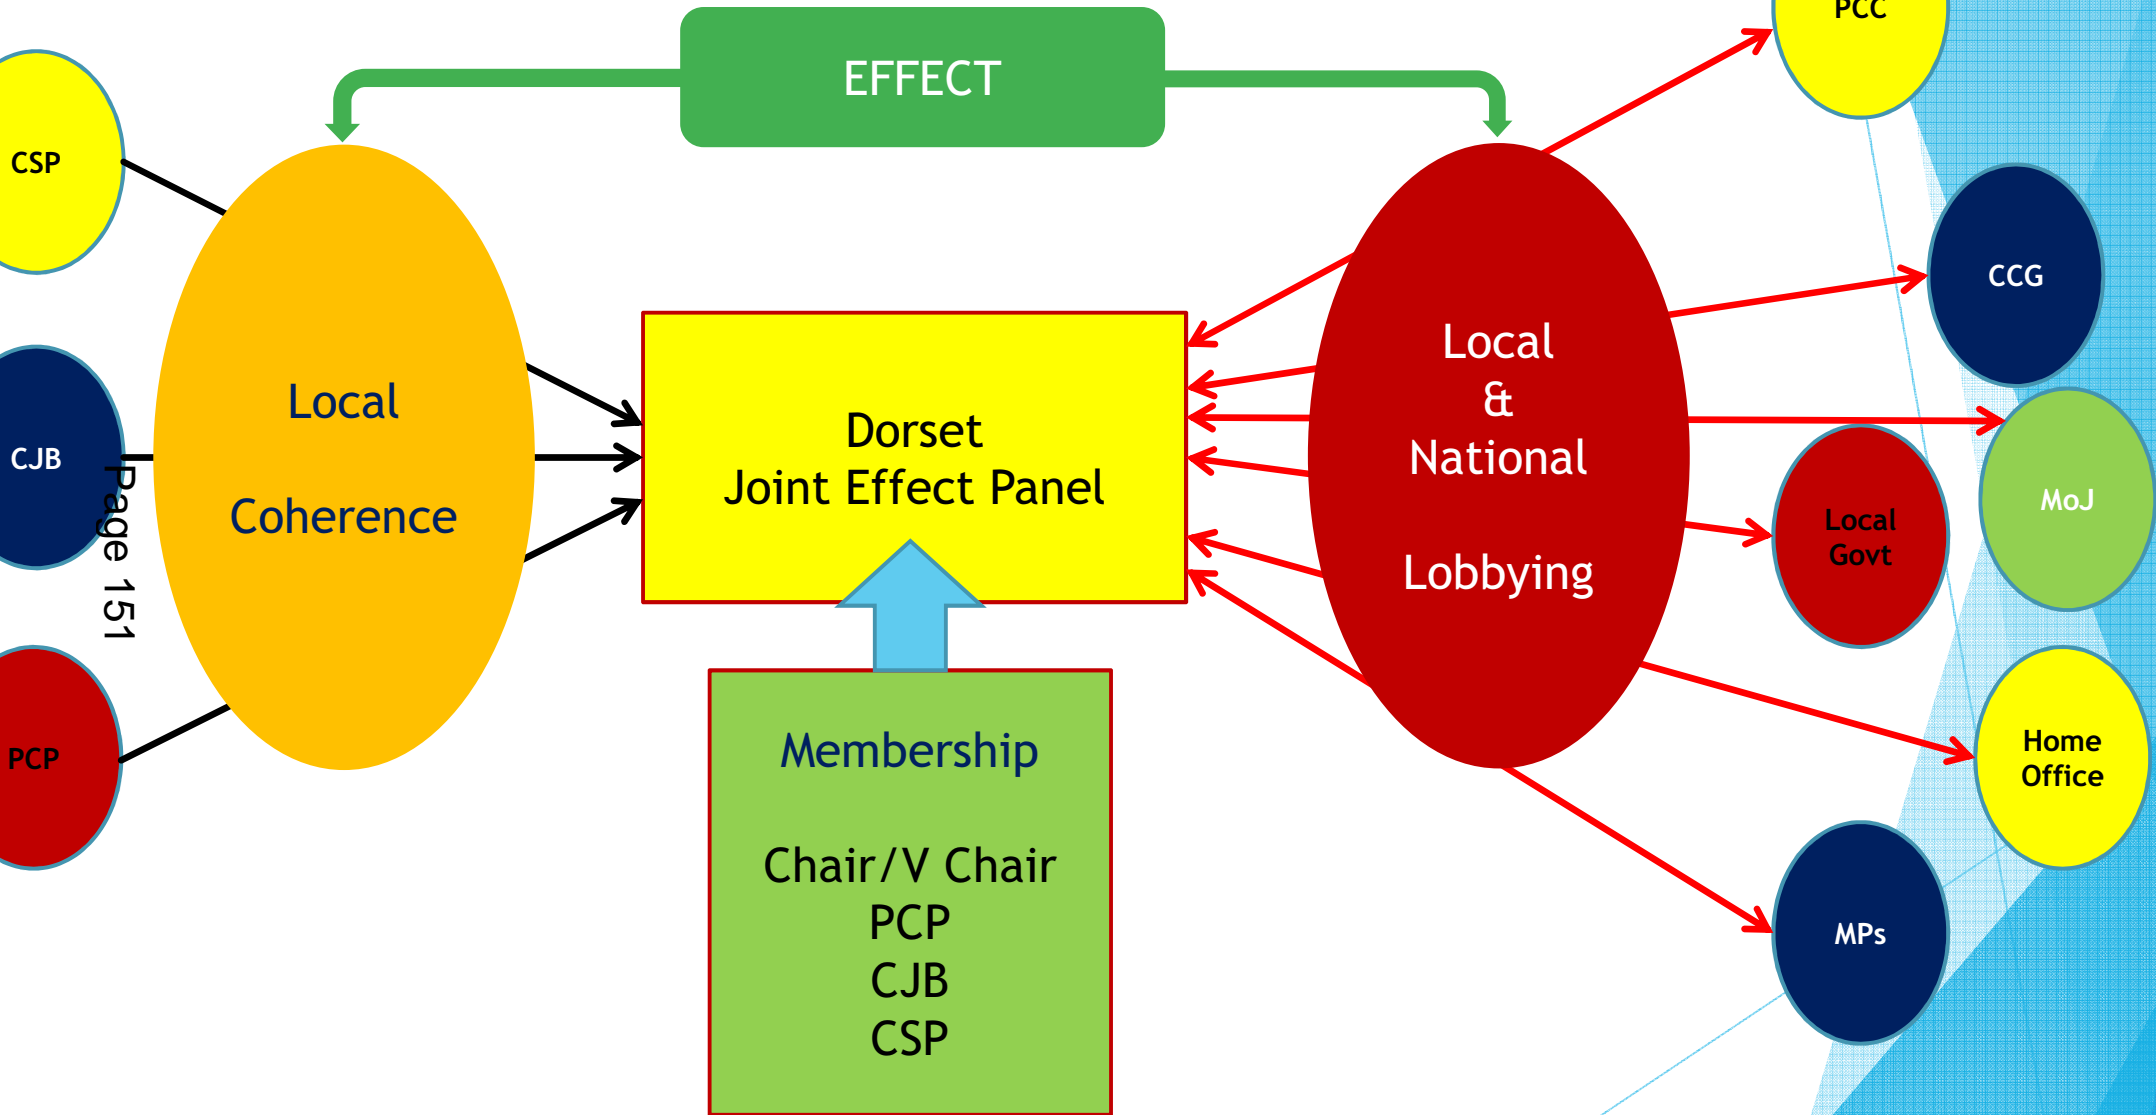 EFFECT
PCC
CSP
CJB
PCP
Page 151
Local
Coherence
Dorset
Joint Effect Panel
Membership
Chair/V Chair
PCP
CJB
CSP
Local
&
National
Lobbying
CCG
MoJ
Local
Govt
Home
Office
MPs